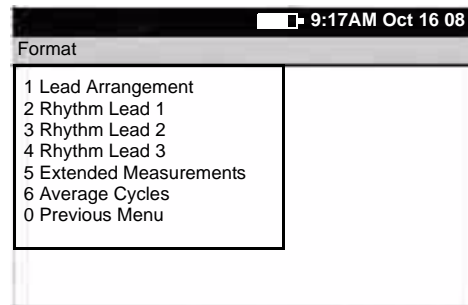 9:17AM Oct 16 08
Format
1 Lead Arrangement
2 Rhythm Lead 1
3 Rhythm Lead 2
4 Rhythm Lead 3
5 Extended Measurements
6 Average Cycles
0 Previous Menu